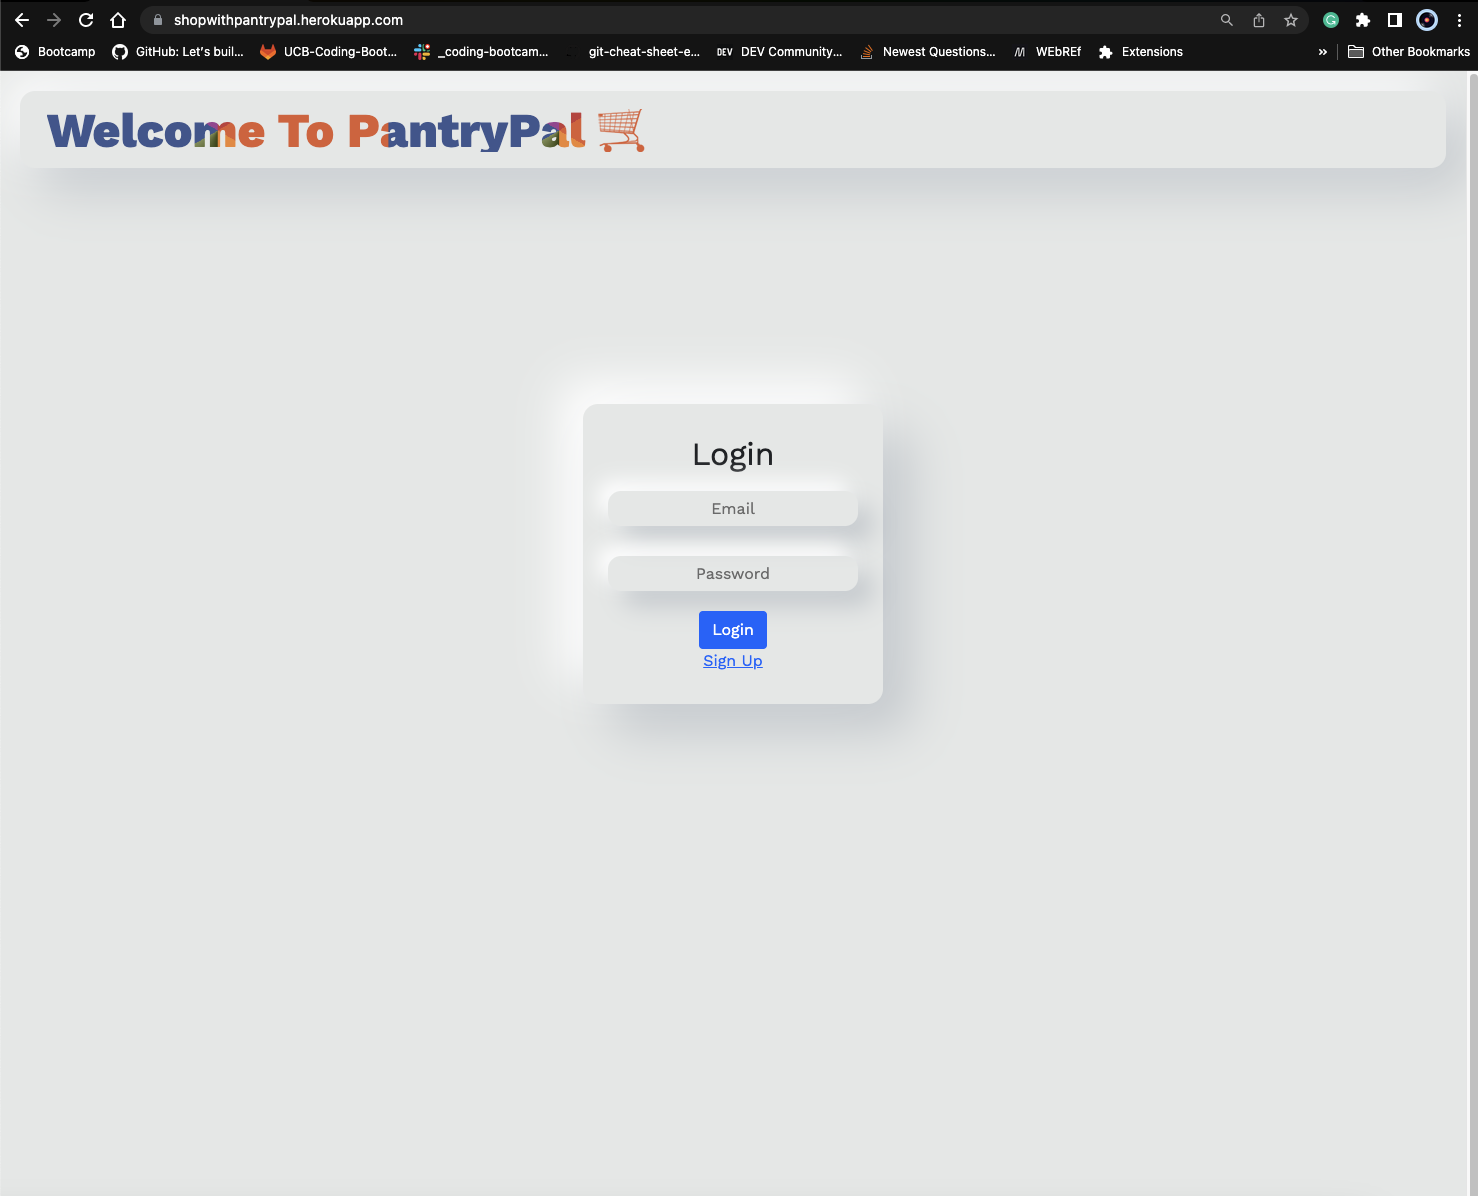 shopwithpantrypal.herokuapp.com
Bootcamp GitHub: Let's buil... UCB-Coding-Boot... _coding-bootcam... git-cheat-sheet-e... DEV DEV Community... Newest Questions... WEbREf Extensions » Other Bookmarks
Welcome To PantryPal
Login
Email
Password
Login
Sign Up